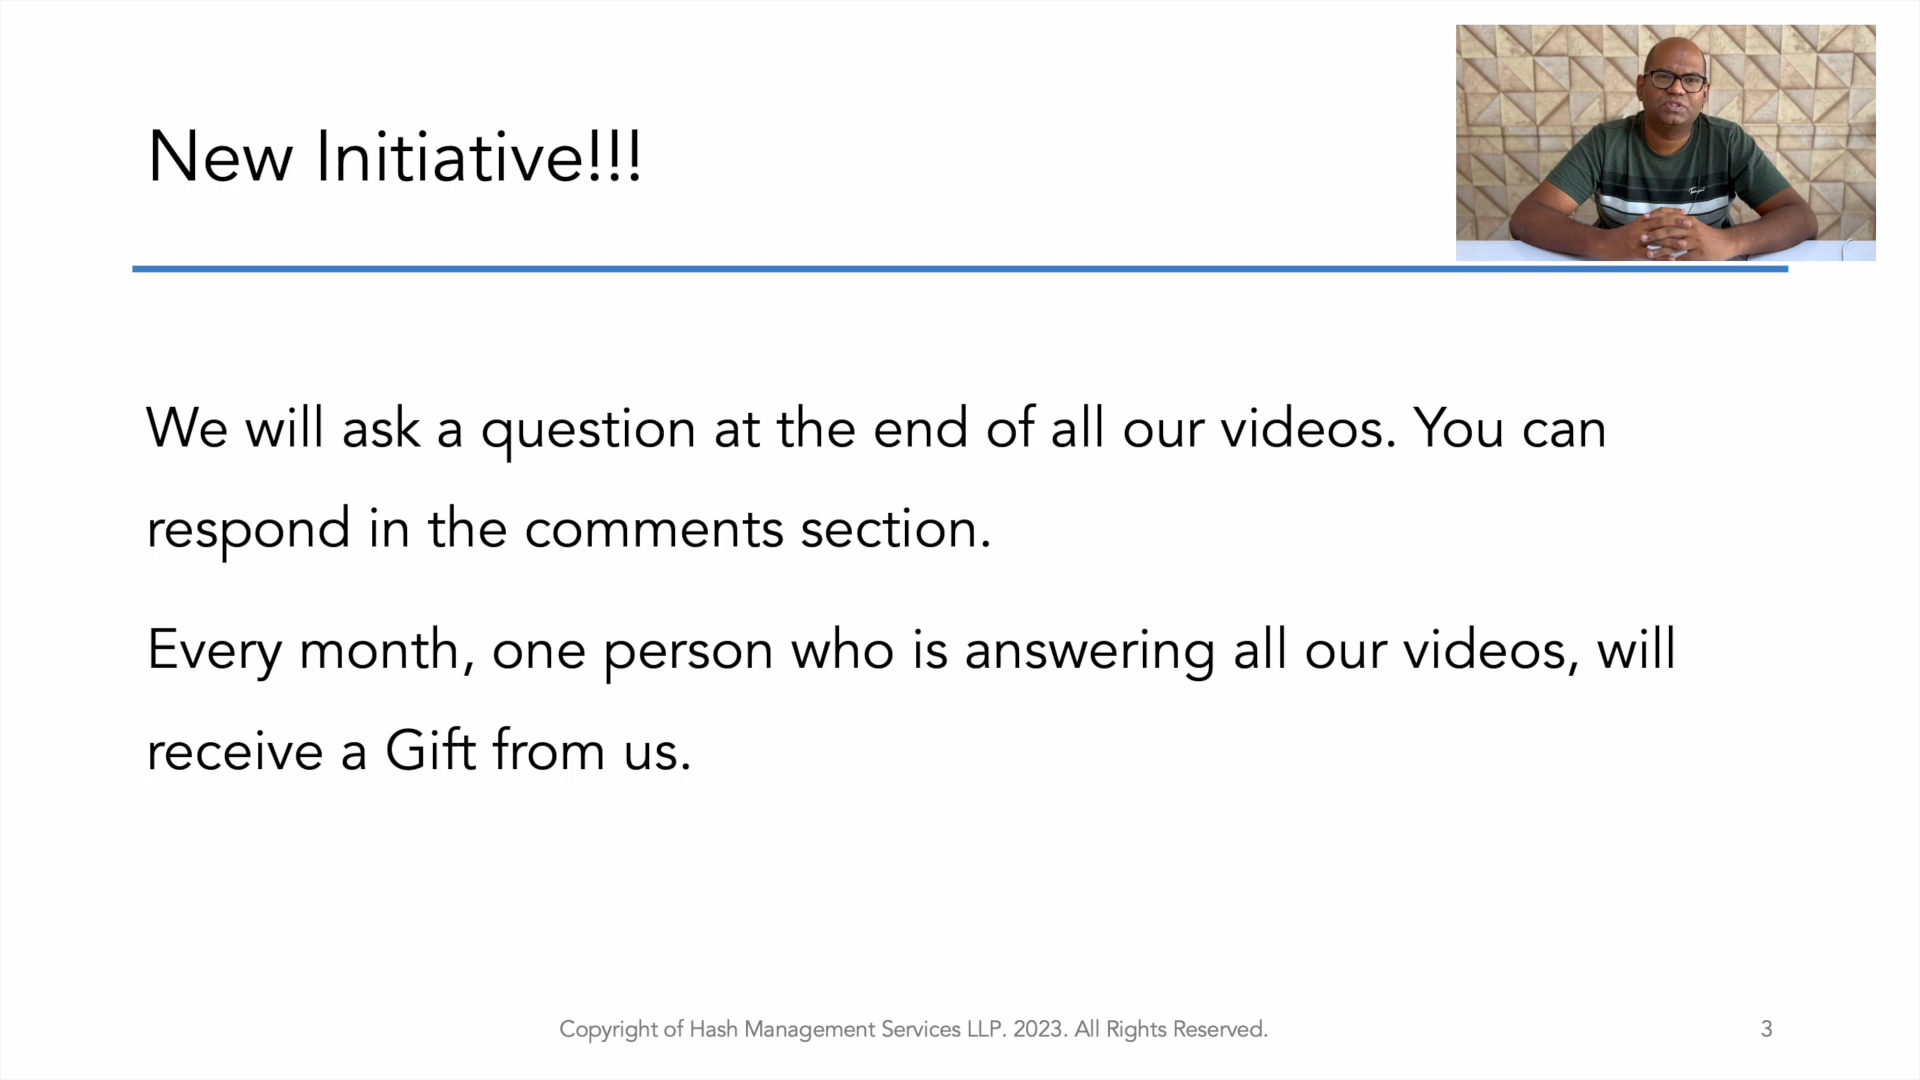 New Initiative!!!
We will ask a question at the end of all our videos. You can
respond in the comments section.
Every month, one person who is answering all our videos, will
receive a Gift from us.
Copyright of Hash Management Services LLP. 2023. All Rights Reserved.
3